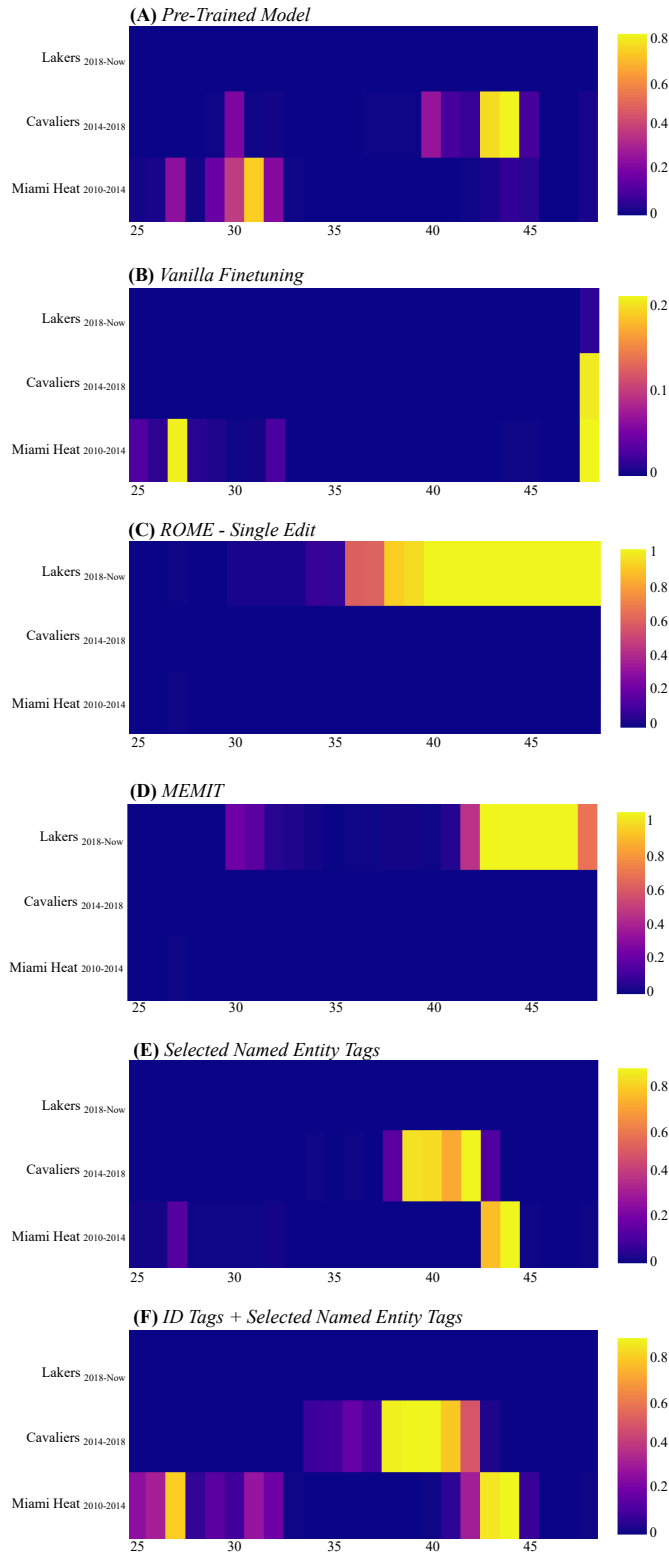 (A) Pre-Trained Model
Lakers 2018-Now
Cavaliers 2014-2018
Miami Heat 2010-2014
25 30 35 40 45
0.8
0.6
0.4
0.2
0
(B) Vanilla Finetuning
Lakers 2018-Now
Cavaliers 2014-2018
Miami Heat 2010-2014
25 30 35 40 45
0.2
0.1
0
(C) ROME - Single Edit
Lakers 2018-Now
Cavaliers 2014-2018
Miami Heat 2010-2014
25 30 35 40 45
1
0.8
0.6
0.4
0.2
0
(D) MEMIT
Lakers 2018-Now
Cavaliers 2014-2018
Miami Heat 2010-2014
25 30 35 40 45
1
0.8
0.6
0.4
0.2
0
(E) Selected Named Entity Tags
Lakers 2018-Now
Cavaliers 2014-2018
Miami Heat 2010-2014
25 30 35 40 45
0.8
0.6
0.4
0.2
0
(F) ID Tags + Selected Named Entity Tags
Lakers 2018-Now
Cavaliers 2014-2018
Miami Heat 2010-2014
25 30 35 40 45
0.8
0.6
0.4
0.2
0